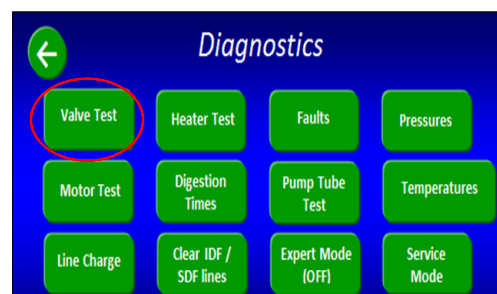 Diagnostics
Valve Test
Heater Test
Faults
Pressures
Motor Test
Digestion
Times
Pump Tube
Test
Temperatures
Line Charge
Clear IDF /
SDF lines
Expert Mode
(OFF)
Service
Mode